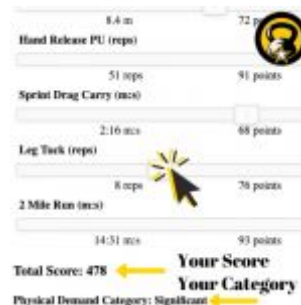 8.4 m 72
Hand Release PU (reps)
51 reps 91 points
Sprint Drag Carry (m:s)
2:16 m:s 68 points
Leg Tuck (reps)
8 reps 76 points
2 Mile Run (m:s)
14:31 m:s 93 points
Total Score: 478 Your Score
Your Category
Physical Demand Category: Significant